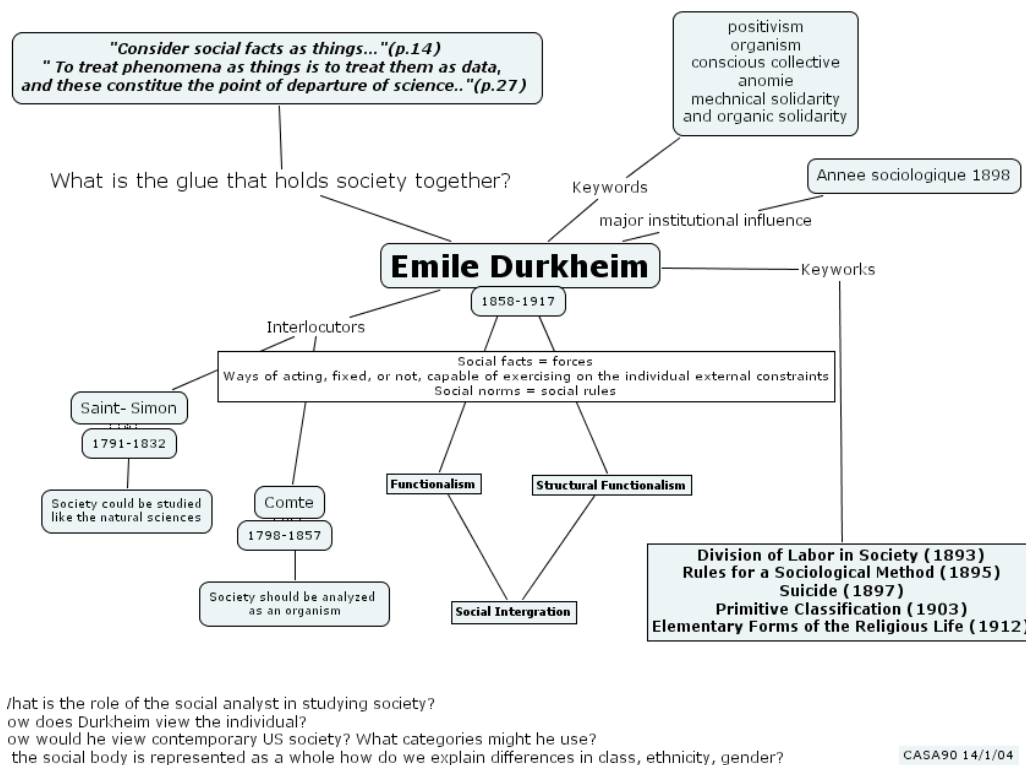 "Consider social facts as things..."(p.14)
" To treat phenomena as things is to treat them as data,
and these constitute the point of departure of science.."(p.27)
positivism
organism
conscious collective
anomie
mechnical solidarity
and organic solidarity
What is the glue that holds society together?
Keywords
Annee sociologique 1898
major institutional influence
Emile Durkheim
Keyworks
1858-1917
Interlocutors
Social facts = forces
Ways of acting, fixed, or not, capable of exercising on the individual external constraints
Social norms = social rules
Saint- Simon
1791-1832
Society could be studied
like the natural sciences
Functionalism
Structural Functionalism
Comte
1798-1857
Society should be analyzed
as an organism
Social Intergration
Division of Labor in Society (1893)
Rules for a Sociological Method (1895)
Suicide (1897)
Primitive Classification (1903)
Elementary Forms of the Religious Life (1912)
hat is the role of the social analyst in studying society?
ow does Durkheim view the individual?
ow would he view contemporary US society? What categories might he use?
the social body is represented as a whole how do we explain differences in class, ethnicity, gender?
CASA90 14/1/04